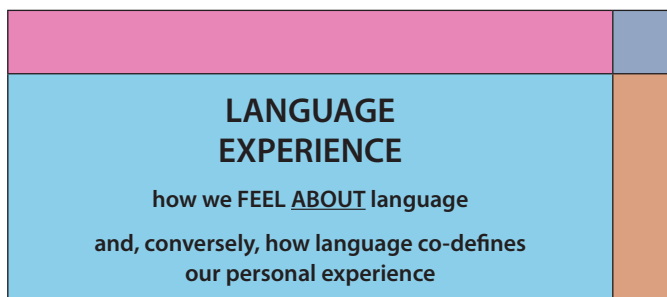 LANGUAGE
EXPERIENCE
how we FEEL ABOUT language
and, conversely, how language co-defines
our personal experience